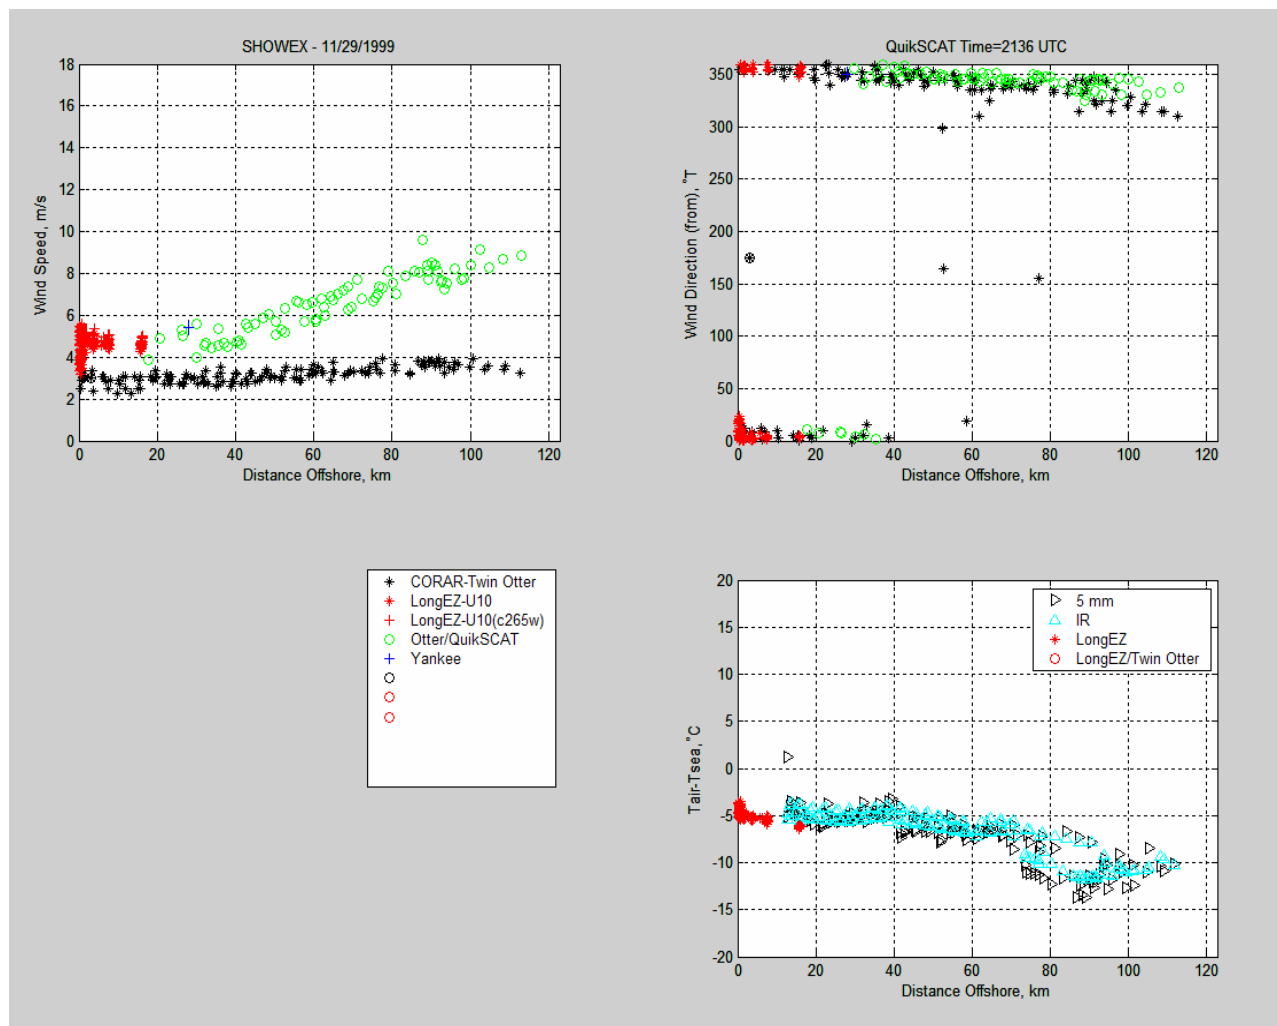 SHOWEX - 11/29/1999
18
16
14
12
10
8
6
4
2
0
Wind Speed, m/s
0 20 40 60 80 100 120
Distance Offshore, km
QuikSCAT Time=2136 UTC
350
300
250
200
150
100
50
0
Wind Direction (from), °T
0 20 40 60 80 100 120
Distance Offshore, km
CORAR-Twin Otter
LongEZ-U10
LongEZ-U10(c265w)
Otter/QuikSCAT
Yankee
20
15
10
5
0
-5
-10
-15
-20
Tair-Tsea,°C
5 mm
IR
LongEZ
LongEZ/Twin Otter
0 20 40 60 80 100 120
Distance Offshore, km